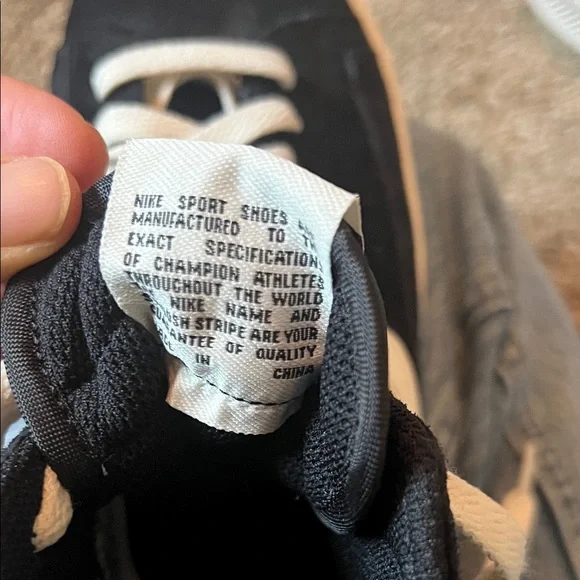 NIKE SPORT SHOES
MANUFACTURED TO
EXACT SPECIFICATIONS
OF CHAMPION ATHLETES
THROUGHOUT THE WORLD
NIKE NAME AND
STRIPE ARE YOUR
OF QUALITY
IN CHINA